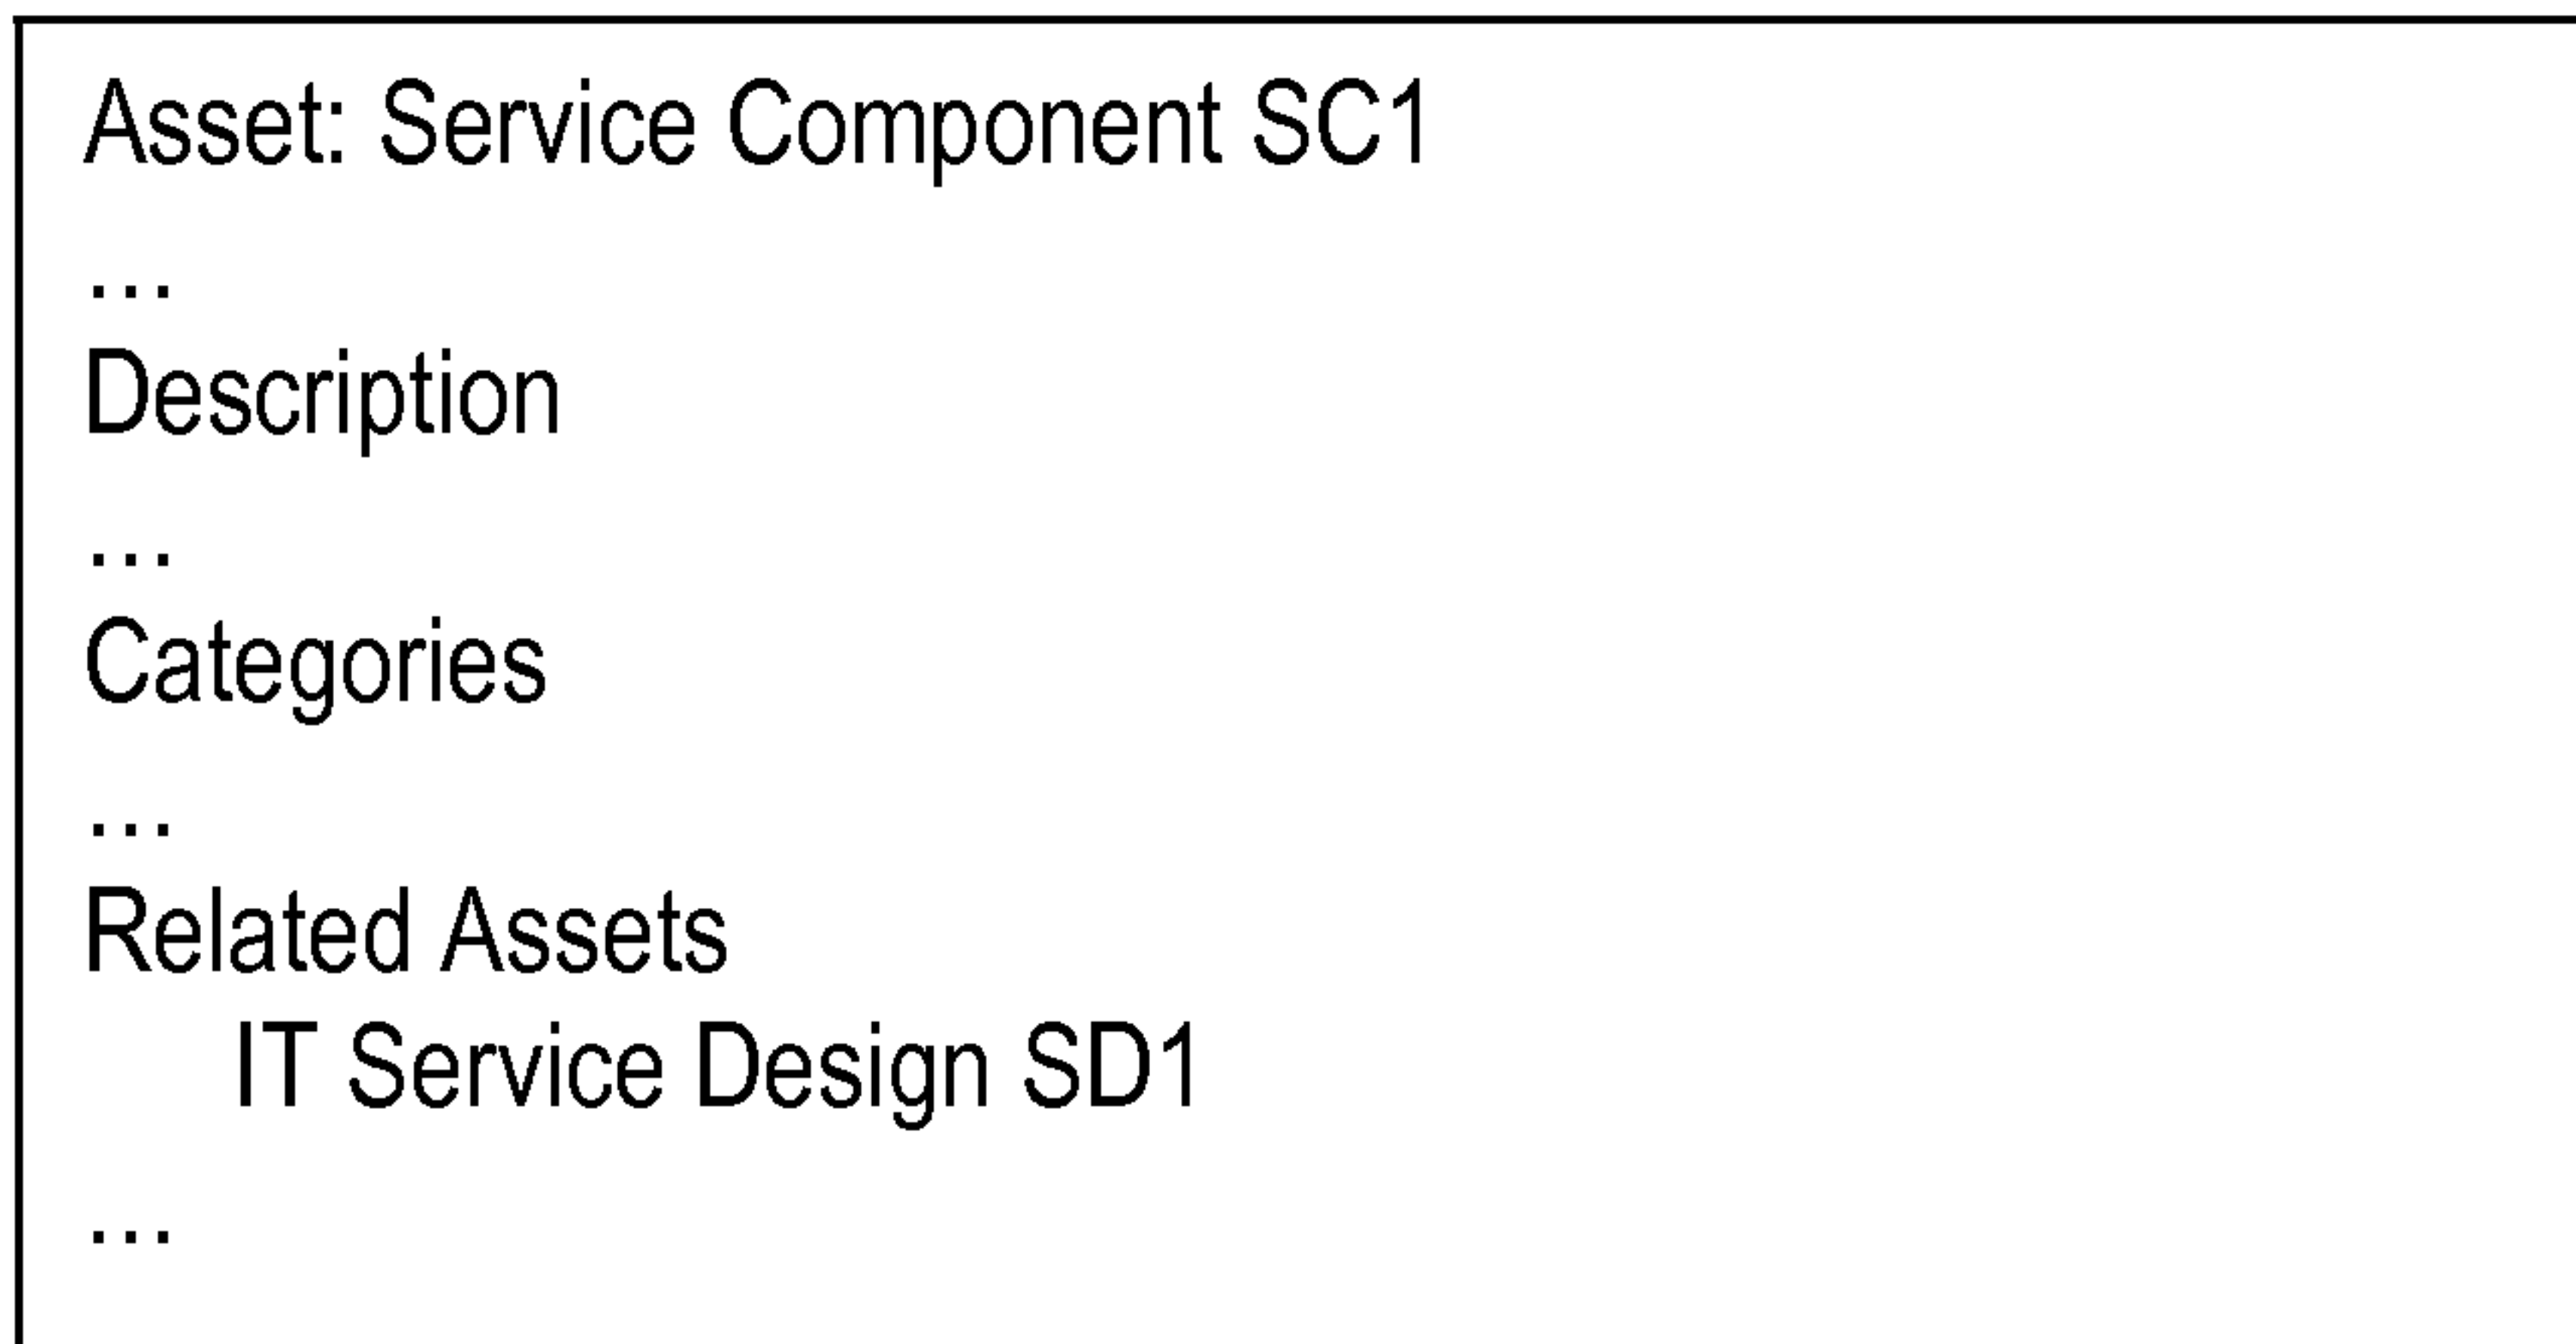 Asset: Service Component SC1
...
Description
...
Categories
...
Related Assets
IT Service Design SD1
...